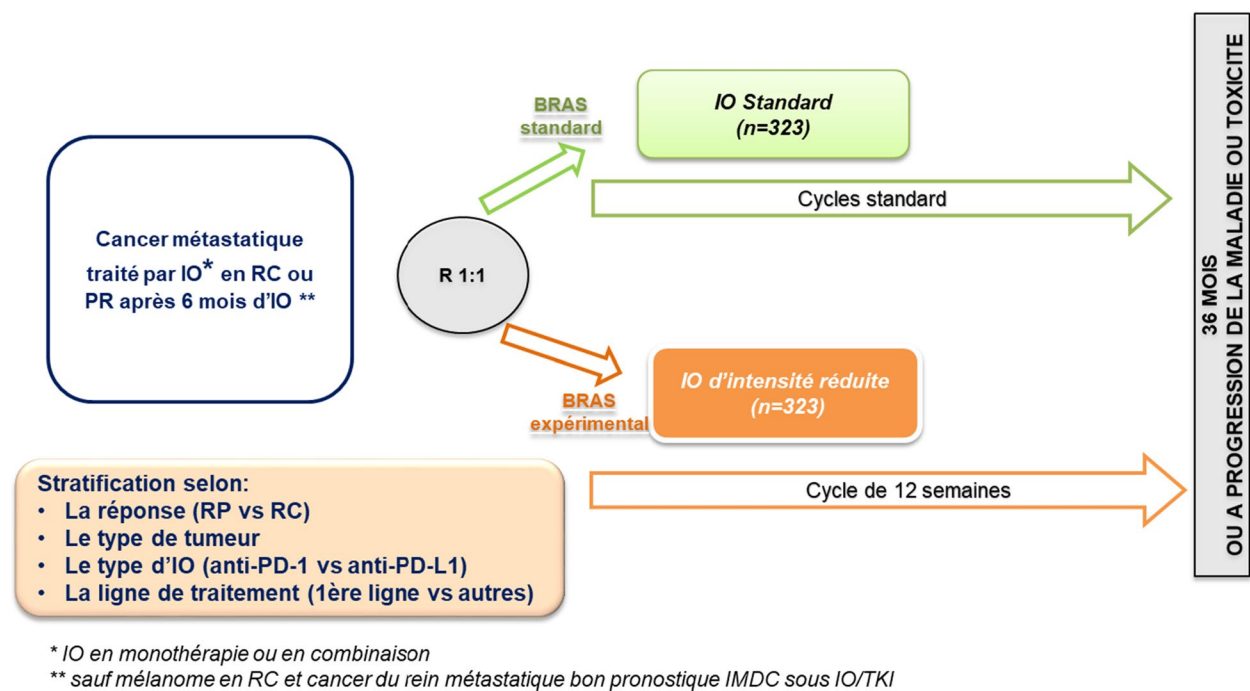 Cancer métastatique
traité par IO* en RC ou
PR après 6 mois d'IO **
R 1:1
BRAS
standard
IO Standard
(n=323)
Cycles standard
BRAS
expérimental
IO d'intensité réduite
(n=323)
Cycle de 12 semaines
36 MOIS
OU A PROGRESSION DE LA MALADIE OU TOXICITE
Stratification selon:
• La réponse (RP vs RC)
• Le type de tumeur
• Le type d'IO (anti-PD-1 vs anti-PD-L1)
• La ligne de traitement (1ère ligne vs autres)
* IO en monothérapie ou en combinaison
** sauf mélanome en RC et cancer du rein métastatique bon pronostique IMDC sous IO/TKI